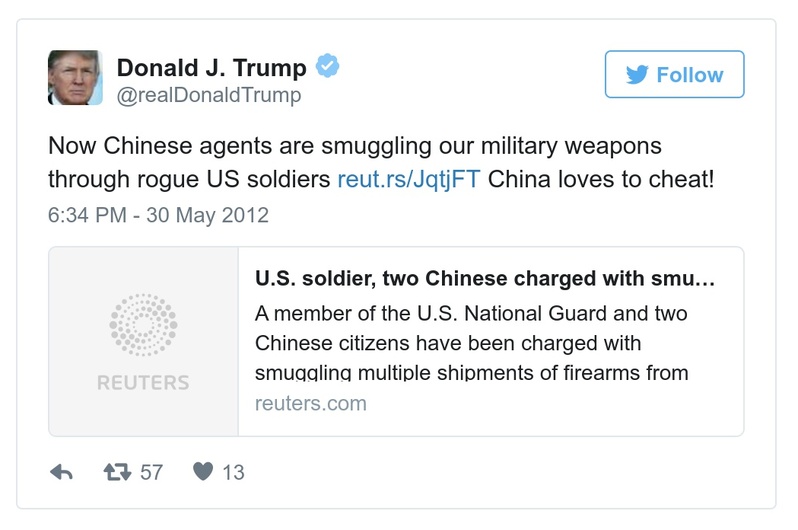 Donald J. Trump
@realDonaldTrump
Follow
Now Chinese agents are smuggling our military weapons
through rogue US soldiers reut.rs/JqtjFT China loves to cheat!
6:34 PM - 30 May 2012
U.S. soldier, two Chinese charged with smu...
A member of the U.S. National Guard and two
Chinese citizens have been charged with
smuggling multiple shipments of firearms from
reuters.com
REUTERS
57
13